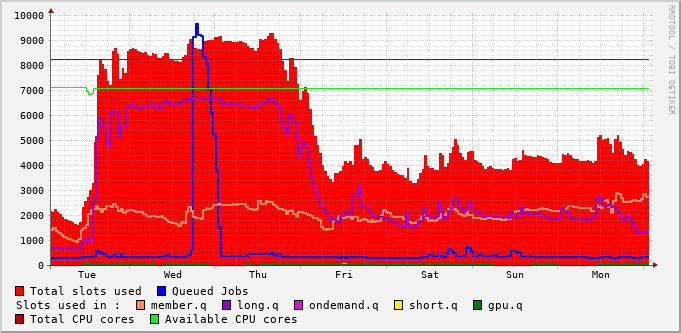 10000
9000
8000
7000
6000
5000
4000
3000
2000
1000
0
Tue Wed Thu Fri Sat Sun Mon
RRDTOOL / TOBI OETIKER
Total slots used Queued Jobs
Slots used in : member.q long.q ondemand.q short.q gpu.q
Total CPU cores Available CPU cores